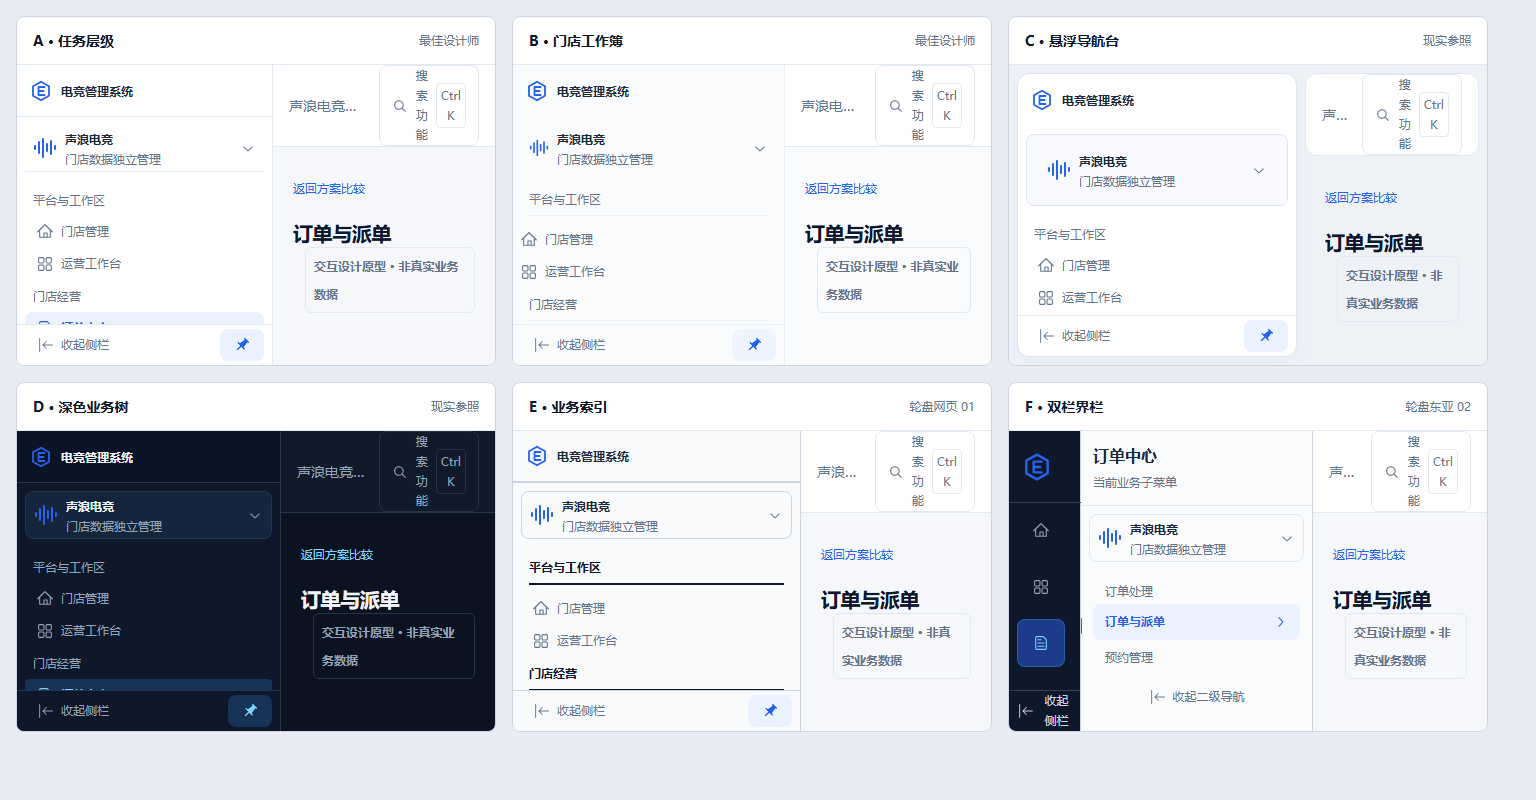 A • 任务层级
最佳设计师
电竞管理系统
声浪电竞
门店数据独立管理
平台与工作区
门店管理
运营工作台
门店经营
收起侧栏
声浪电竞...
搜索功能
Ctrl K
返回方案比较
订单与派单
交互设计原型 • 非真实业务数据
B • 门店工作簿
最佳设计师
电竞管理系统
声浪电竞
门店数据独立管理
平台与工作区
门店管理
运营工作台
门店经营
收起侧栏
声浪电...
搜索功能
Ctrl K
返回方案比较
订单与派单
交互设计原型 • 非真实业务数据
C • 悬浮导航台
现实参照
电竞管理系统
声浪电竞
门店数据独立管理
平台与工作区
门店管理
运营工作台
收起侧栏
声...
搜索功能
Ctrl K
返回方案比较
订单与派单
交互设计原型 • 非真实业务数据
D • 深色业务树
现实参照
电竞管理系统
声浪电竞
门店数据独立管理
平台与工作区
门店管理
运营工作台
门店经营
收起侧栏
声浪电竞...
搜索功能
Ctrl K
返回方案比较
订单与派单
交互设计原型 • 非真实业务数据
E • 业务索引
轮盘网页 01
电竞管理系统
声浪电竞
门店数据独立管理
平台与工作区
门店管理
运营工作台
门店经营
收起侧栏
声浪...
搜索功能
Ctrl K
返回方案比较
订单与派单
交互设计原型 • 非真实业务数据
F • 双栏界栏
轮盘东亚 02
订单中心
当前业务子菜单
声浪电竞
门店数据独立管理
订单处理
订单与派单
预约管理
收起二级导航
收起侧栏
声...
搜索功能
Ctrl K
返回方案比较
订单与派单
交互设计原型 • 非真实业务数据